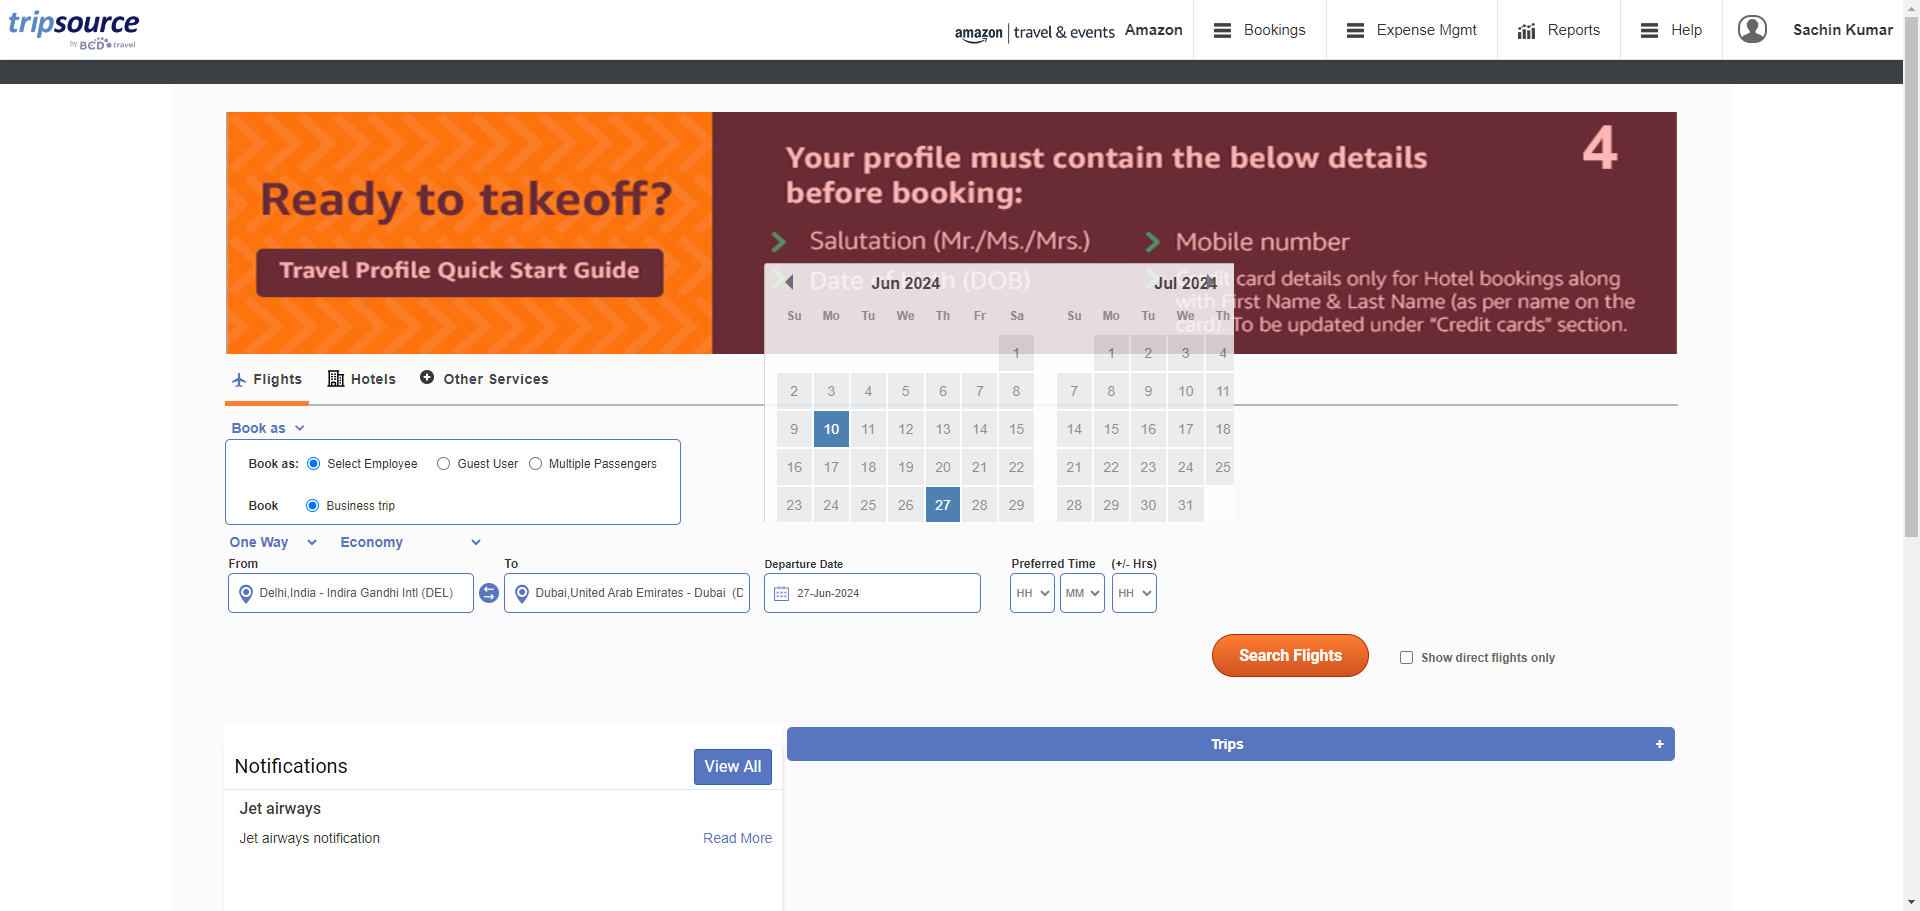 tripsource
by BCD travel
amazon | travel & events Amazon
Bookings
Expense Mgmt
Reports
Help
Sachin Kumar
Ready to takeoff?
Travel Profile Quick Start Guide
Your profile must contain the below details
before booking:
4
Salutation (Mr./Ms./Mrs.)
Date of birth (DOB)
Mobile number
Credit card details only for Hotel bookings along
with First Name & Last Name (as per name on the
card). To be updated under “Credit cards” section.
Jun 2024
Su Mo Tu We Th Fr Sa
1
2 3 4 5 6 7 8
9 10 11 12 13 14 15
16 17 18 19 20 21 22
23 24 25 26 27 28 29
Jul 2024
Su Mo Tu We Th
1 2 3 4
7 8 9 10 11
14 15 16 17 18
21 22 23 24 25
28 29 30 31
Flights
Hotels
Other Services
Book as
Book as: Select Employee Guest User Multiple Passengers
Book Business trip
One Way Economy
From
To
Departure Date
Preferred Time (+/- Hrs)
Delhi,India - Indira Gandhi Intl (DEL)
Dubai,United Arab Emirates - Dubai (D
27-Jun-2024
HH MM HH
Search Flights
Show direct flights only
Notifications
View All
Trips +
Jet airways
Jet airways notification
Read More